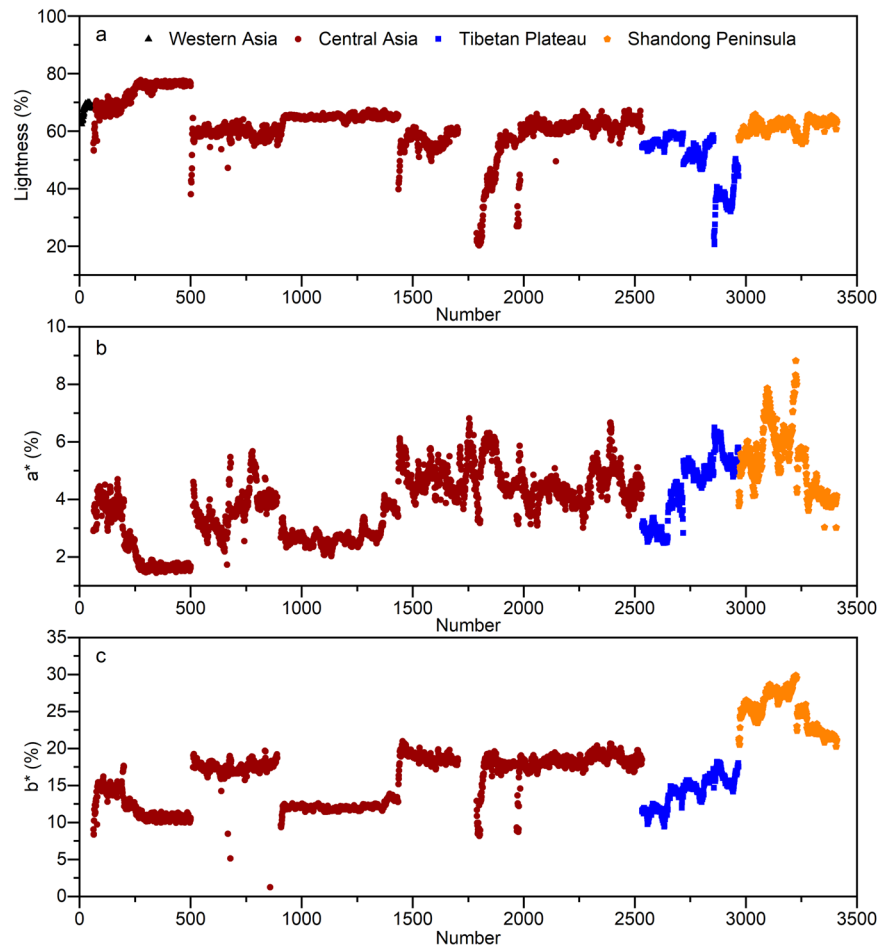 a
Western Asia Central Asia Tibetan Plateau Shandong Peninsula
100
80
60
40
20
Lightness (%)
0 500 1000 1500 2000 2500 3000 3500
Number
b
10
8
6
4
2
a* (%)
0 500 1000 1500 2000 2500 3000 3500
Number
c
35
30
25
20
15
10
5
0
b* (%)
0 500 1000 1500 2000 2500 3000 3500
Number